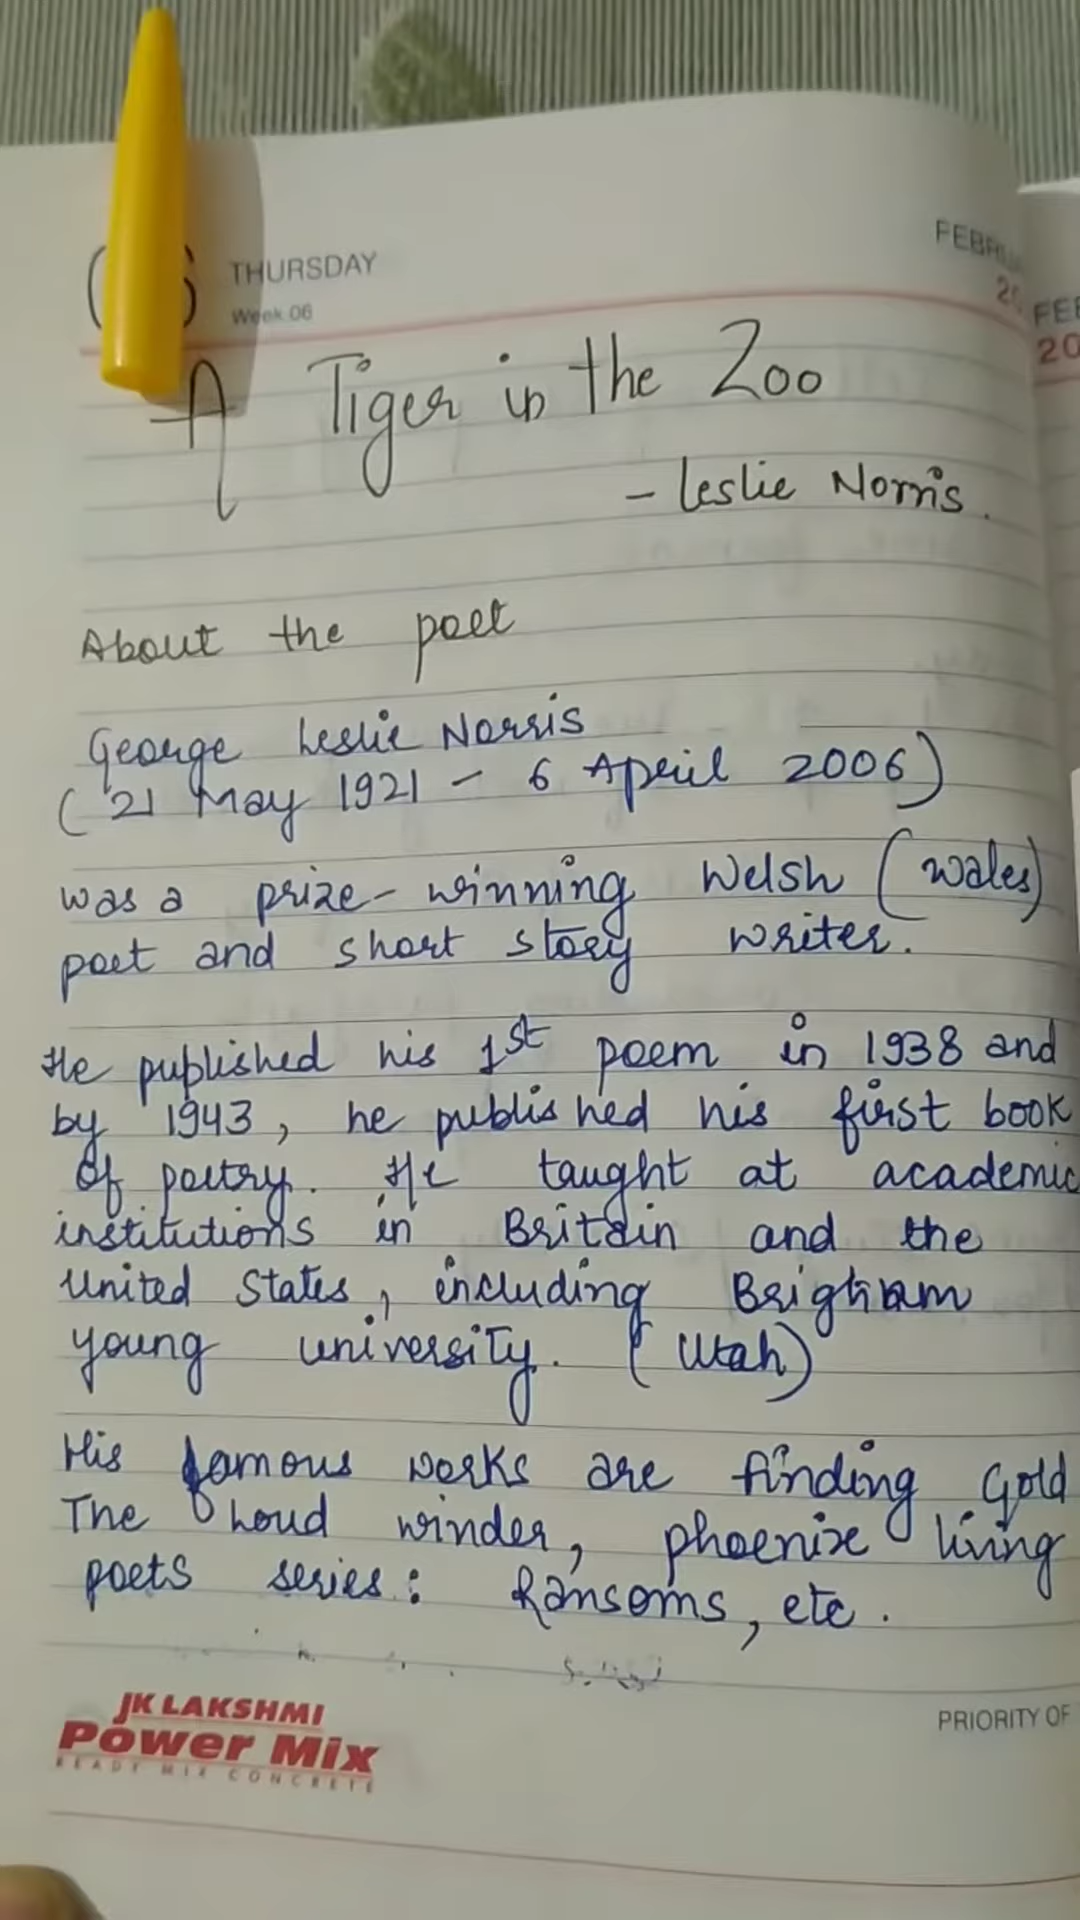 THURSDAY
Week 06
A Tiger in the Zoo
- Leslie Norris.
About the poet
George Leslie Norris
(21 May 1921 - 6 April 2006)
was a prize-winning Welsh (Wales)
poet and short story writer.
He published his 1st poem in 1938 and
by 1943, he published his first book
of poetry. He taught at academic
institutions in Britain and the
United States, including Brigham
young university. (Utah)
His famous works are finding Gold
The Loud winder, phoenix living
poets series: Ransoms, etc.
JK LAKSHMI
Power Mix
READY MIX CONCRETE
PRIORITY OF